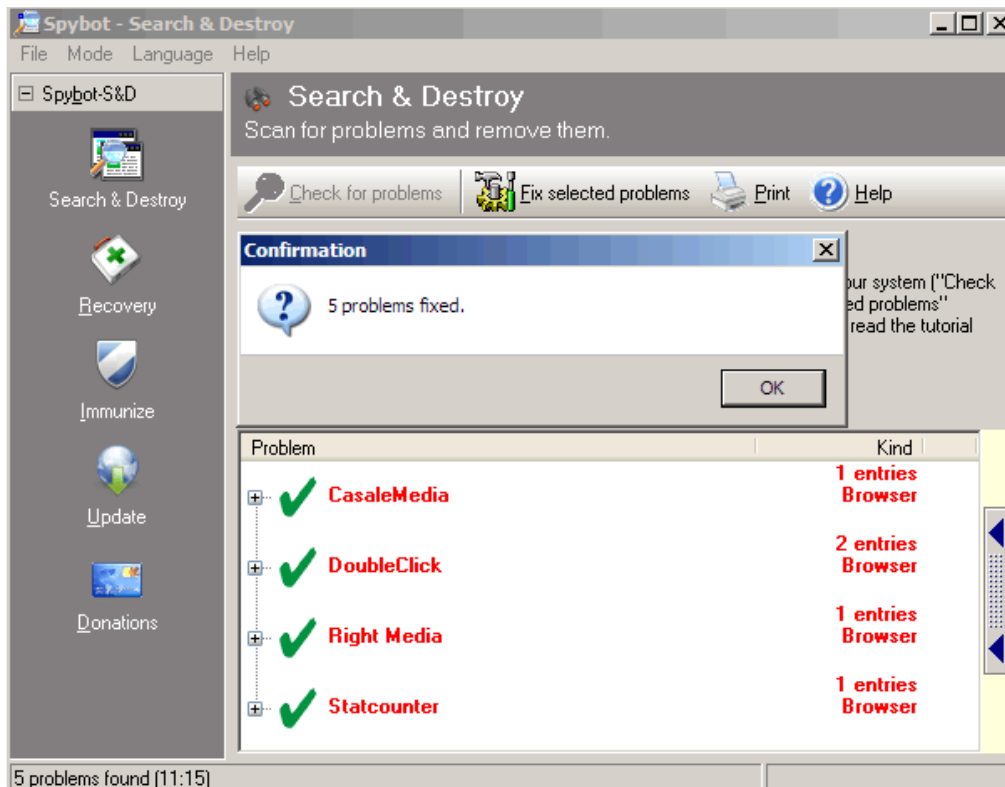 Spybot - Search & Destroy
File Mode Language Help
Spybot-S&D
Search & Destroy
Recovery
Immunize
Update
Donations
Search & Destroy
Scan for problems and remove them.
Check for problems Fix selected problems Print Help
Confirmation
5 problems fixed.
OK
our system ("Check
ed problems"
read the tutorial
Problem Kind
CasaleMedia
1 entries
Browser
DoubleClick
2 entries
Browser
Right Media
1 entries
Browser
Statcounter
1 entries
Browser
5 problems found (11:15)